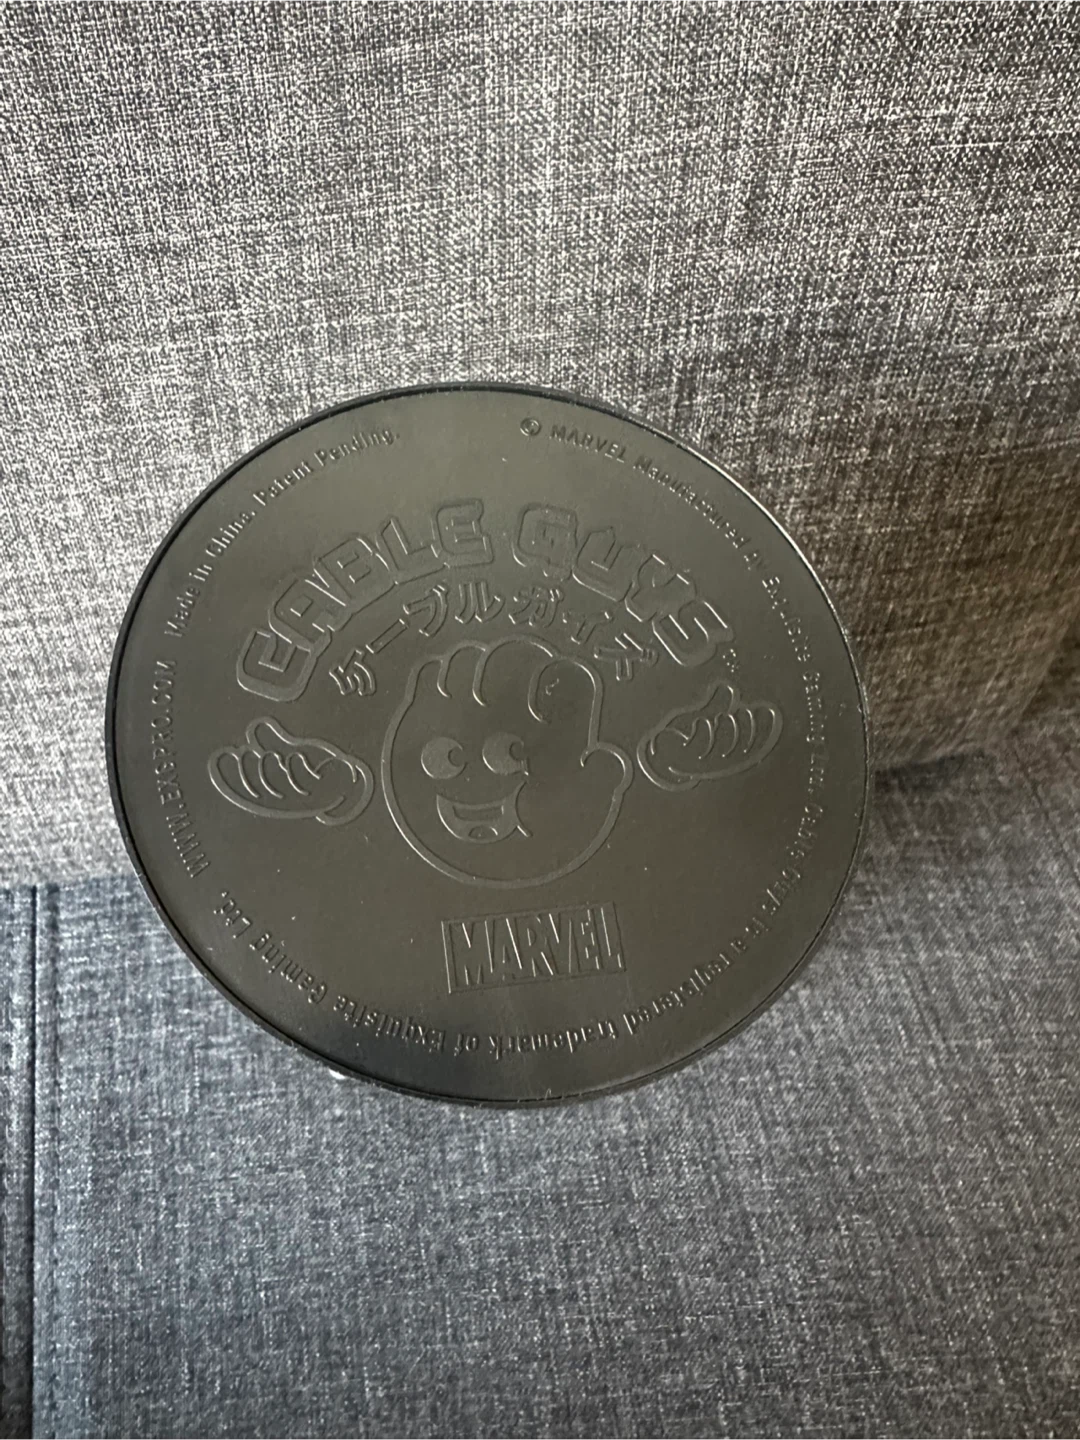 © MARVEL Manufactured by Exquisite Gaming Ltd. Cable Guys is a registered trademark of Exquisite Gaming Ltd. WWW.EXSPRO.COM Made in China. Patent Pending.
CABLE GUYS
ケーブルガイズ
MARVEL